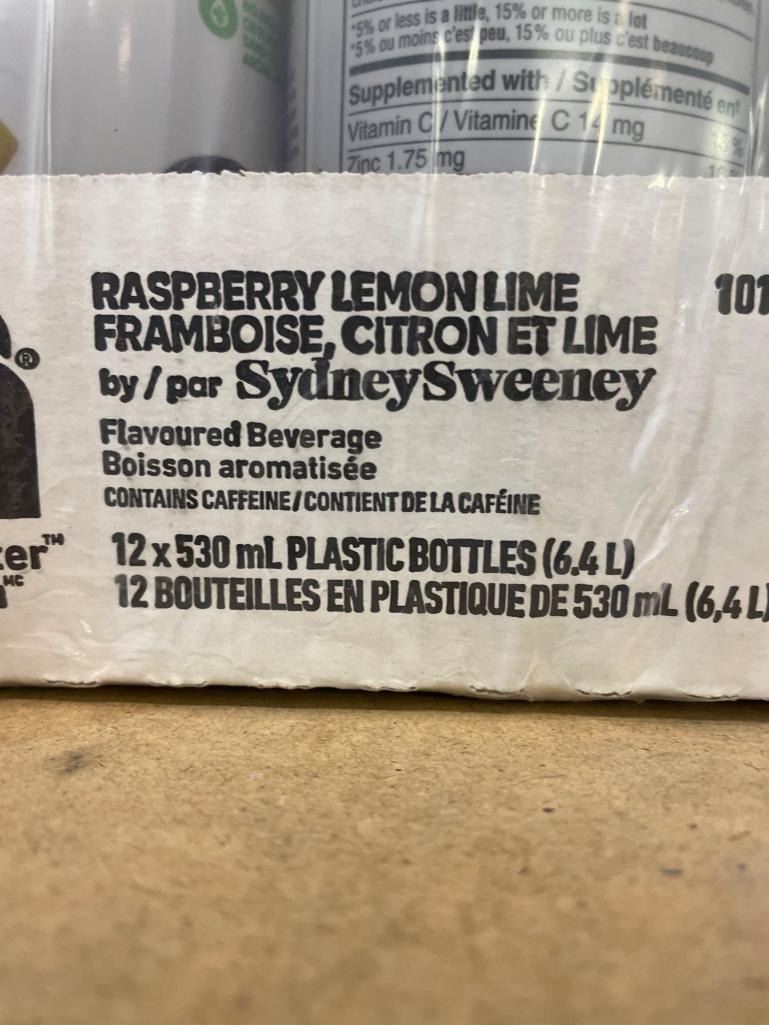 *5% or less is a little, 15% or more is a lot
*5% ou moins c'est peu, 15% ou plus c'est beaucoup
Supplemented with / Supplémenté en†
Vitamin C / Vitamine C 14 mg
Zinc 1.75 mg
RASPBERRY LEMON LIME
101
FRAMBOISE, CITRON ET LIME
®
by / par SydneySweeney
Flavoured Beverage
Boisson aromatisée
CONTAINS CAFFEINE / CONTIENT DE LA CAFÉINE
TM
12 x 530 mL PLASTIC BOTTLES (6.4 L)
MC
12 BOUTEILLES EN PLASTIQUE DE 530 mL (6,4 L)